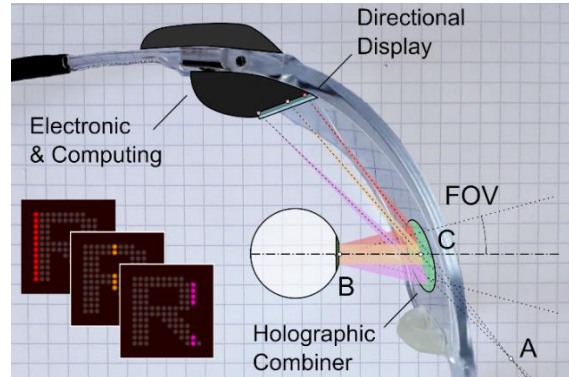 Directional
Display
Electronic
& Computing
FOV
C
B
Holographic
Combiner
A
R